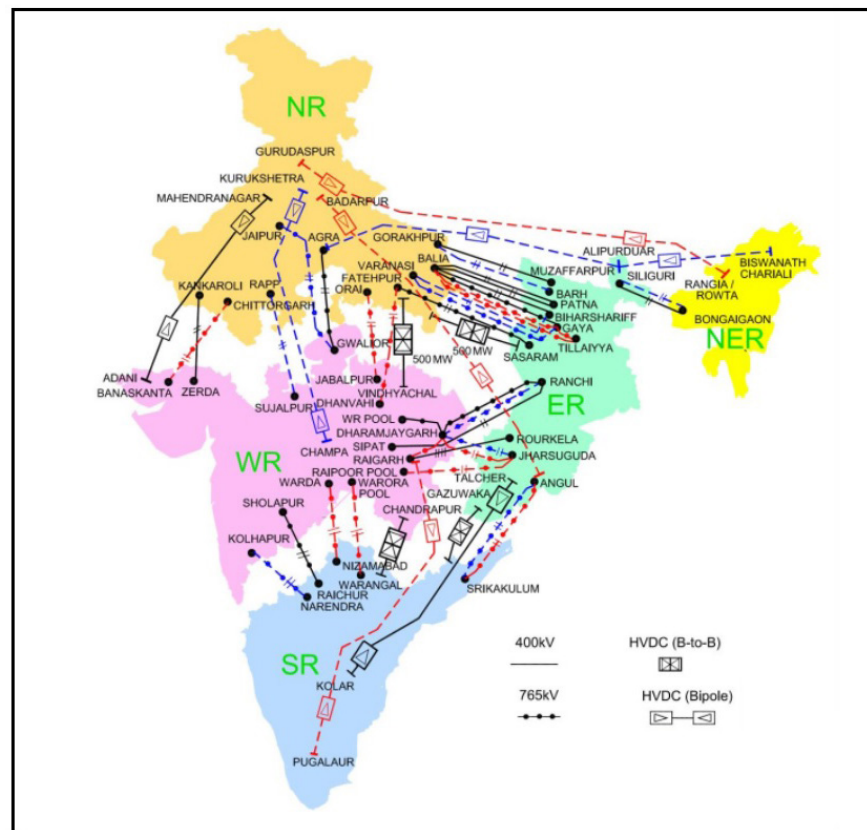 NR
GURUDASPUR
KURUKSHETRA
MAHENDRANAGAR
BADARPUR
JAIPUR
AGRA
GORAKHPUR
ALIPURDUAR
VARANASI
BALIA
MUZAFFARPUR
SILIGURI
BISWANATH
CHARIALI
KANKAROLI
RAPP
FATEHPUR
ORAI
BARH
RANGIA /
ROWTA
CHITTORGARH
PATNA
BIHARSHARIFF
BONGAIGAON
GAYA
NER
GWALIOR
500 MW
500 MW
SASARAM
TILLAIYYA
ADANI
BANASKANTA
ZERDA
JABALPUR
DHANVAHI
VINDHYACHAL
RANCHI
SUJALPUR
WR POOL
ER
DHARAMJAYGARH
ROURKELA
CHAMPA
SIPAT
WR
RAIGARH
JHARSUGUDA
RAIPOOR POOL
TALCHER
WARDA
WARORA
POOL
GAZUWAKA
ANGUL
SHOLAPUR
CHANDRAPUR
KOLHAPUR
NIZAMABAD
WARANGAL
SRIKAKULUM
RAICHUR
NARENDRA
400kV
HVDC (B-to-B)
SR
KOLAR
765kV
HVDC (Bipole)
PUGALAUR